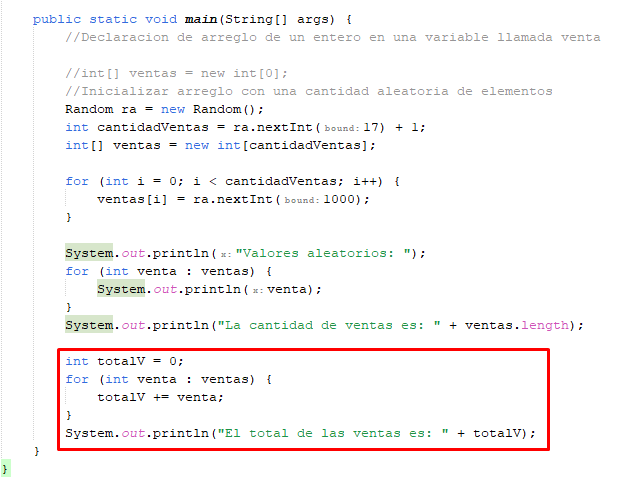 public static void main(String[] args) {
//Declaracion de arreglo de un entero en una variable llamada venta
//int[] ventas = new int[0];
//Inicializar arreglo con una cantidad aleatoria de elementos
Random ra = new Random();
int cantidadVentas = ra.nextInt(bound: 17) + 1;
int[] ventas = new int[cantidadVentas];
for (int i = 0; i < cantidadVentas; i++) {
ventas[i] = ra.nextInt(bound: 1000);
}
System.out.println(x: "Valores aleatorios: ");
for (int venta : ventas) {
System.out.println(x: venta);
}
System.out.println("La cantidad de ventas es: " + ventas.length);
int totalV = 0;
for (int venta : ventas) {
totalV += venta;
}
System.out.println("El total de las ventas es: " + totalV);
}
}